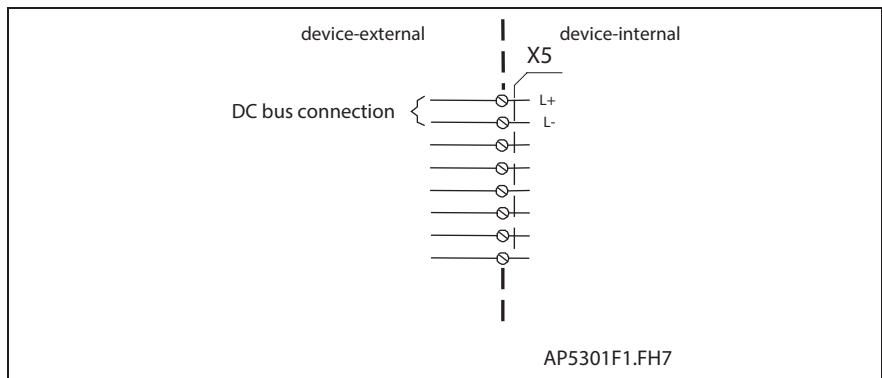 device-external
device-internal
X5
L+
DC bus connection
L-
AP5301F1.FH7